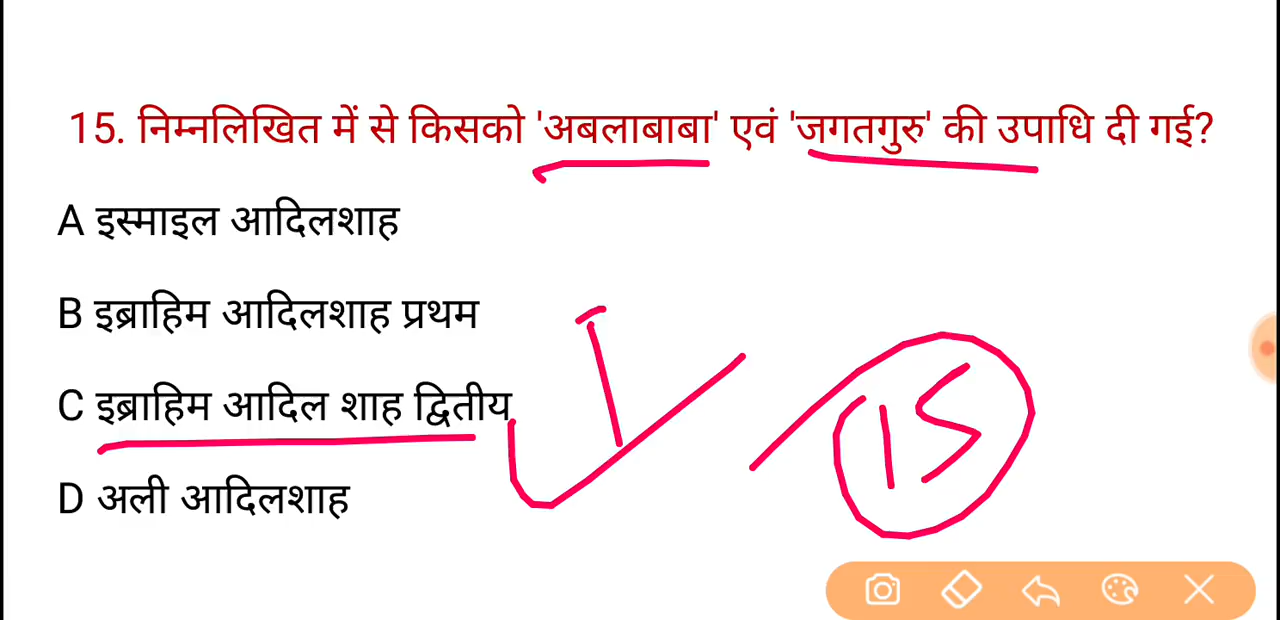 15. निम्नलिखित में से किसको 'अबलाबाबा' एवं 'जगतगुरु' की उपाधि दी गई?
A इस्माइल आदिलशाह
B इब्राहिम आदिलशाह प्रथम
C इब्राहिम आदिल शाह द्वितीय
D अली आदिलशाह
15